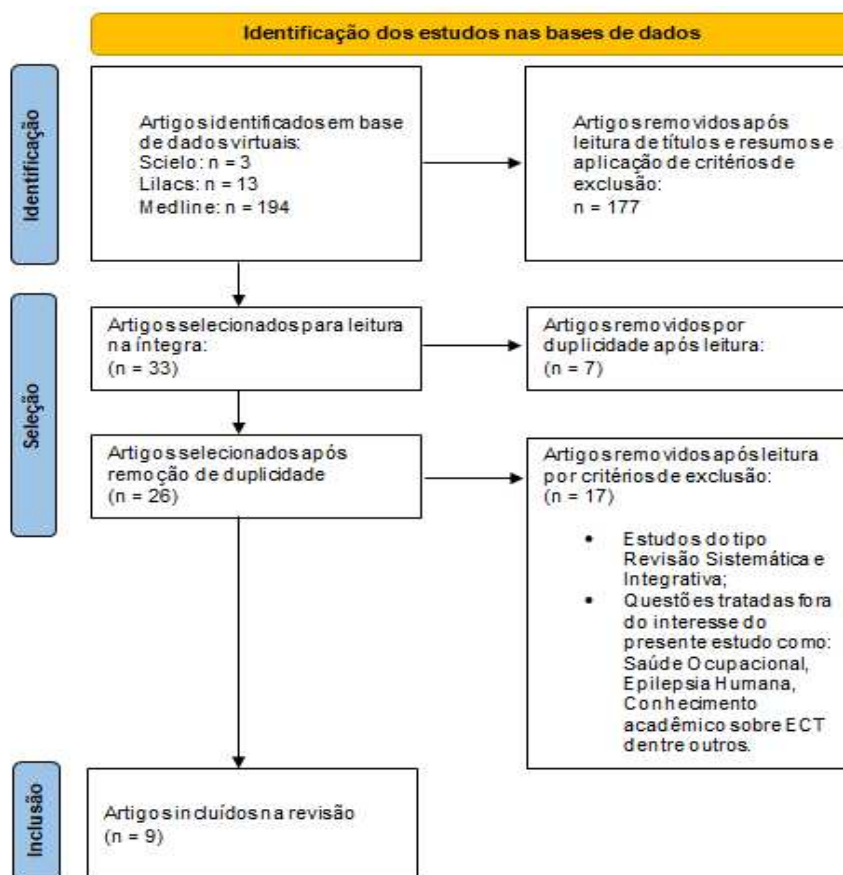 Identificação dos estudos nas bases de dados
Identificação
Artigos identificados em base
de dados virtuais:
Scielo: n = 3
Lilacs: n = 13
Medline: n = 194
Artigos removidos após
leitura de títulos e resumos e
aplicação de critérios de
exclusão:
n = 177
Seleção
Artigos selecionados para leitura
na íntegra:
(n = 33)
Artigos removidos por
duplicidade após leitura:
(n = 7)
Artigos selecionados após
remoção de duplicidade
(n = 26)
Artigos removidos após leitura
por critérios de exclusão:
(n = 17)
• Estudos do tipo
Revisão Sistemática e
Integrativa;
• Questões tratadas fora
do interesse do
presente estudo como:
Saúde Ocupacional,
Epilepsia Humana,
Conhecimento
acadêmico sobre ECT
dentre outros.
Inclusão
Artigos incluídos na revisão
(n = 9)